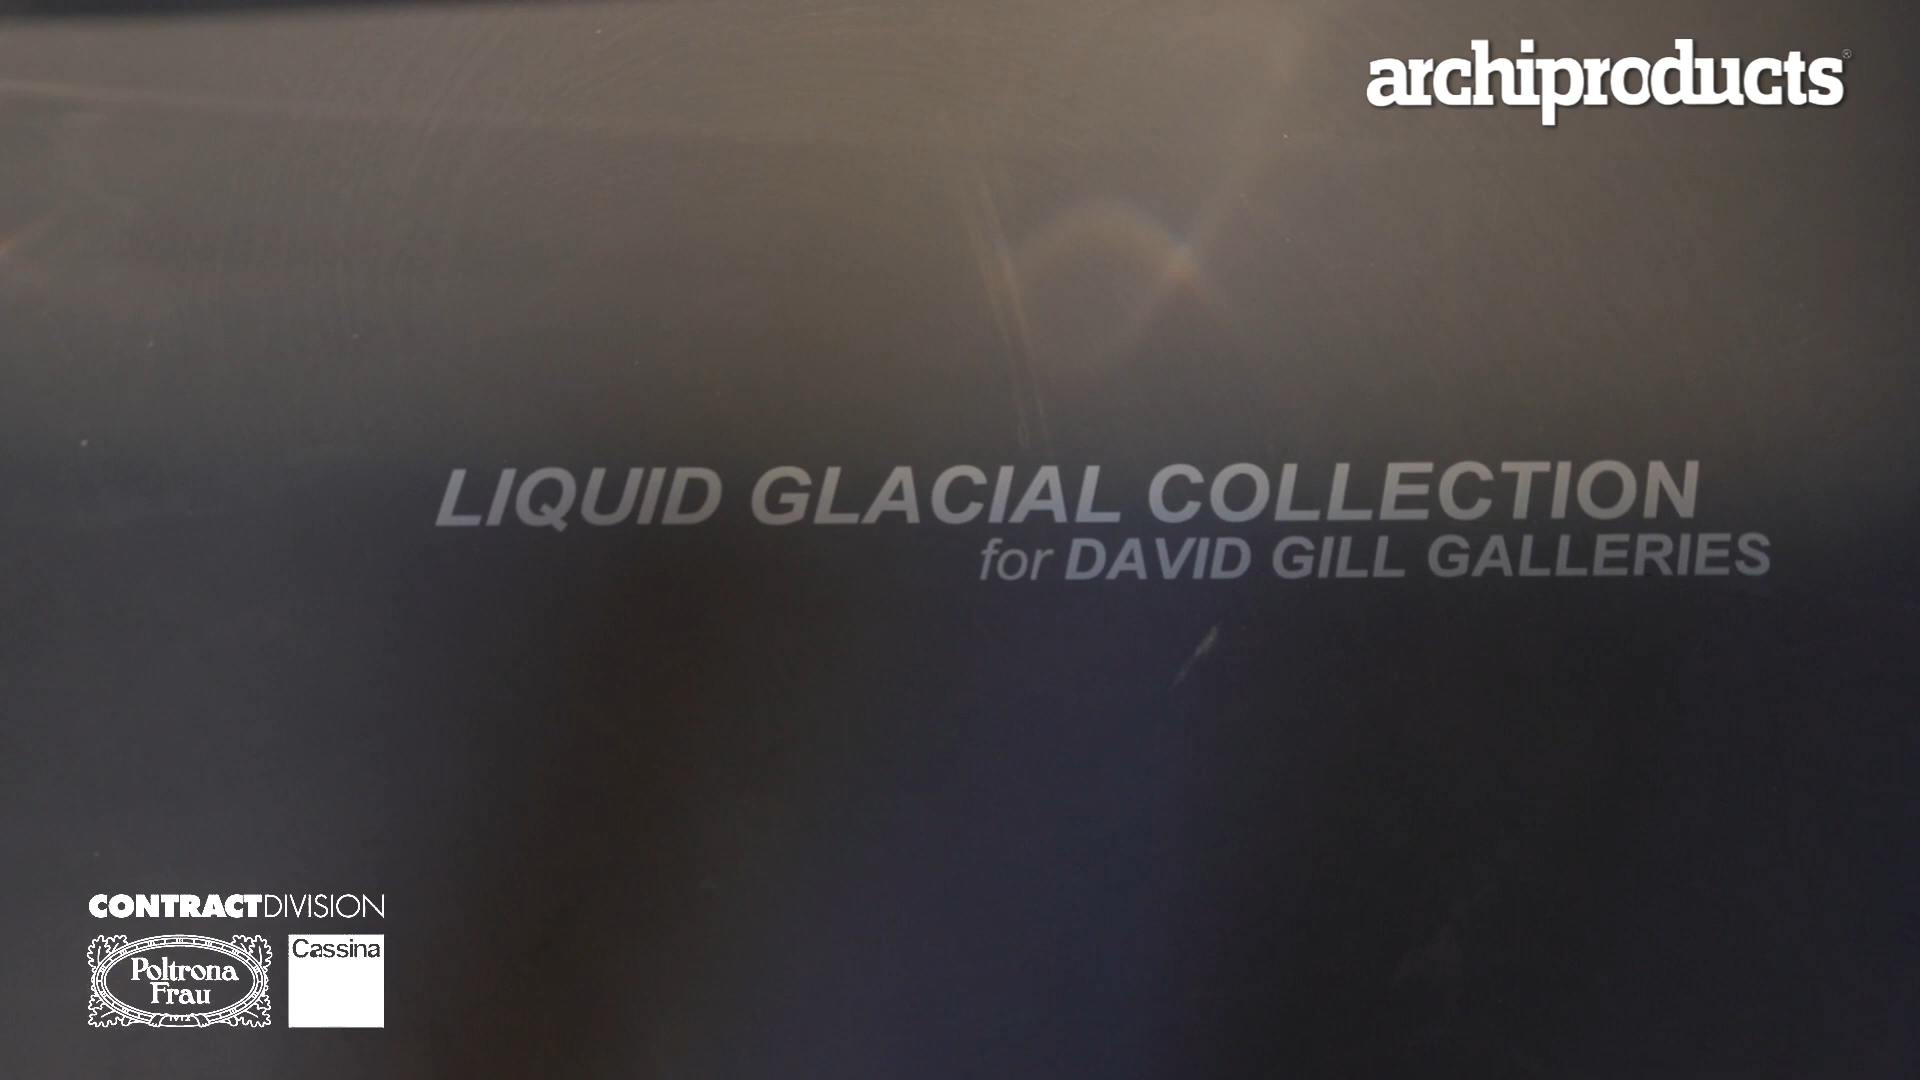 archiproducts®
LIQUID GLACIAL COLLECTION
for DAVID GILL GALLERIES
CONTRACTDIVISION
Poltrona
Frau
Cassina